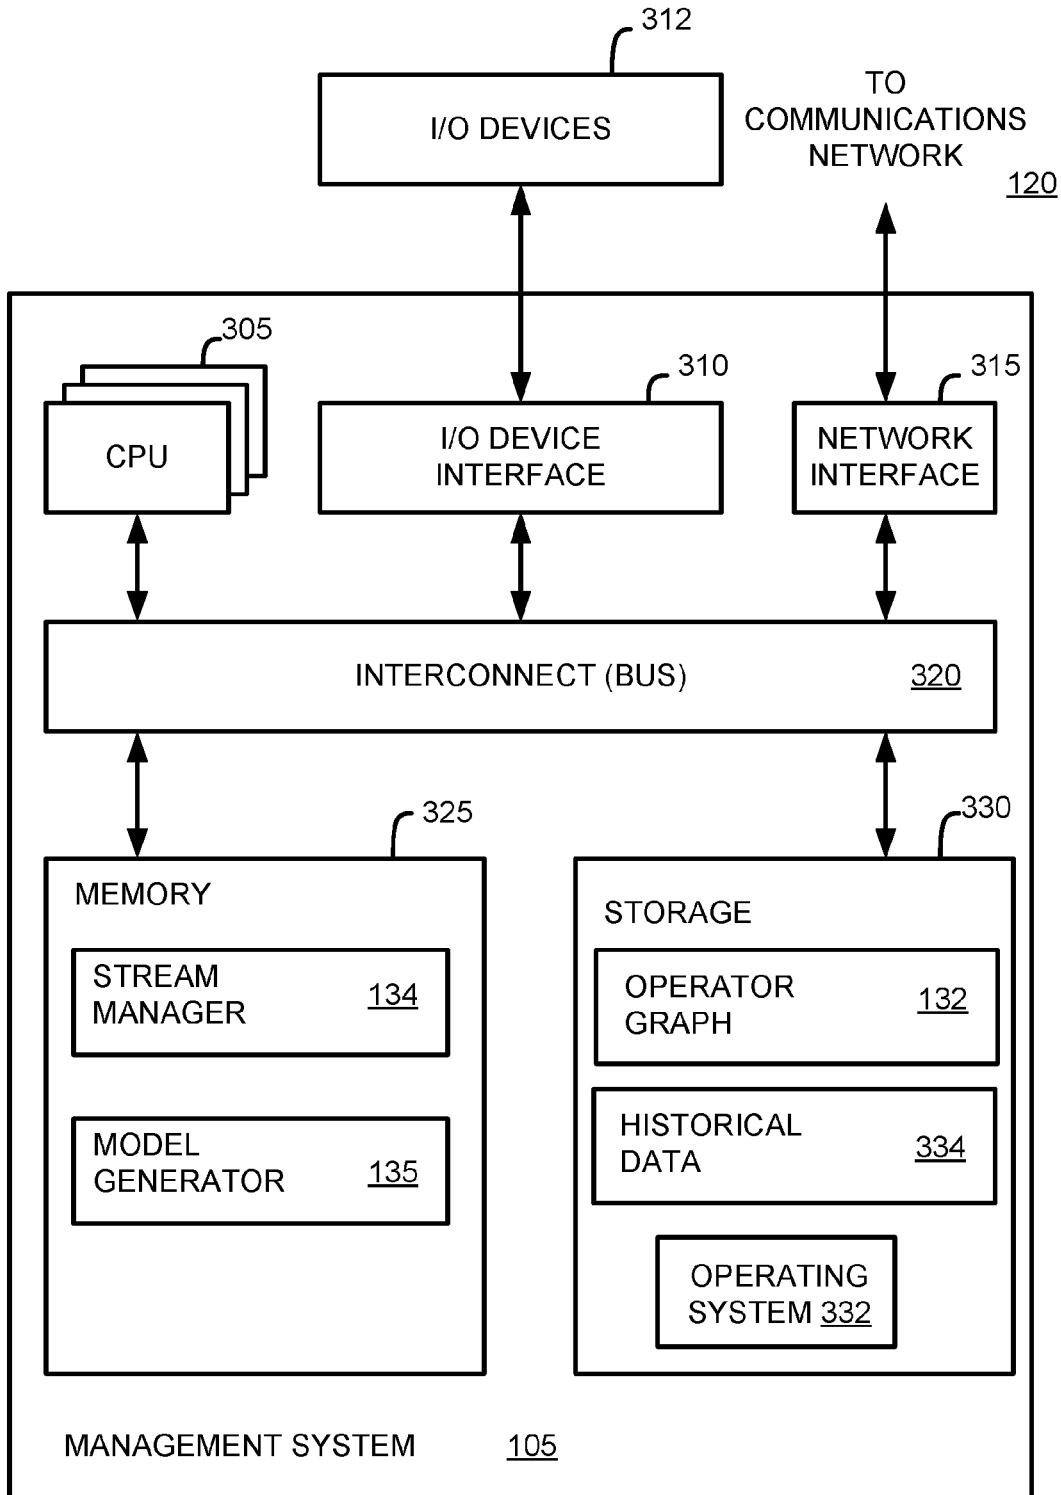 312
I/O DEVICES
TO
COMMUNICATIONS
NETWORK
120
305
CPU
310
I/O DEVICE
INTERFACE
315
NETWORK
INTERFACE
INTERCONNECT (BUS) 320
325
MEMORY
STREAM
MANAGER 134
MODEL
GENERATOR 135
330
STORAGE
OPERATOR
GRAPH 132
HISTORICAL
DATA 334
OPERATING
SYSTEM 332
MANAGEMENT SYSTEM 105